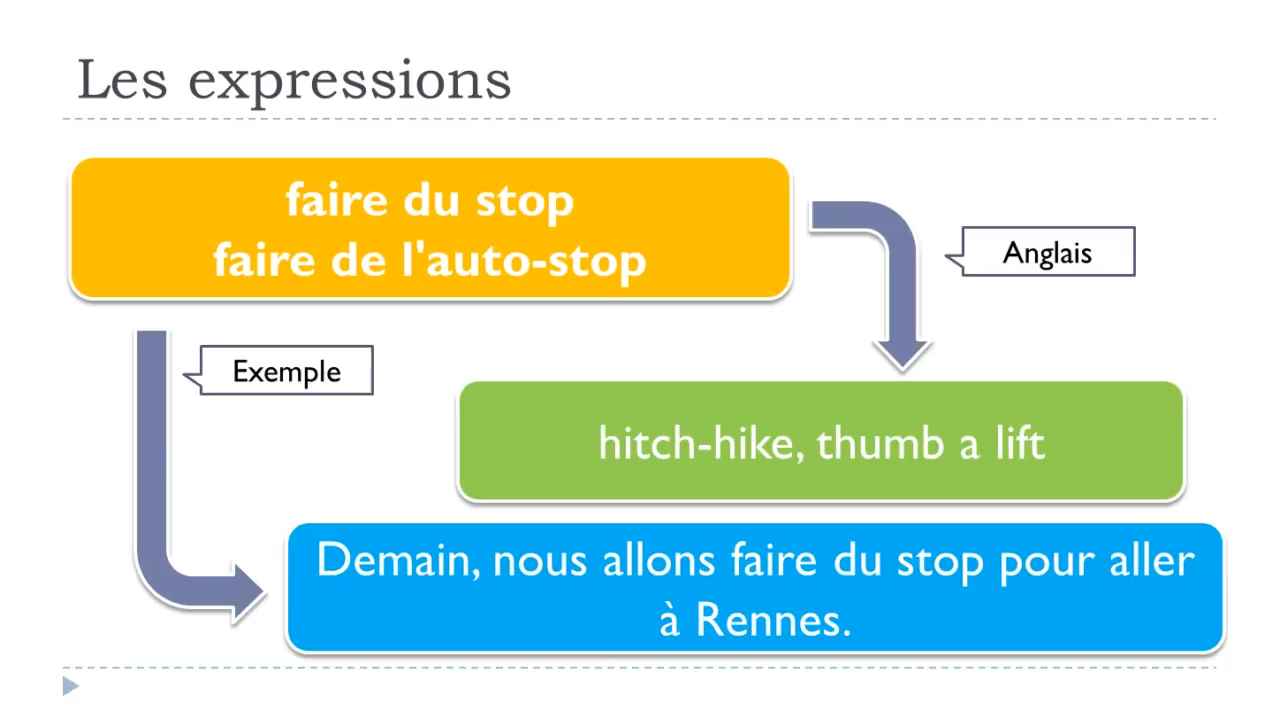 Les expressions
faire du stop
faire de l'auto-stop
Anglais
Exemple
hitch-hike, thumb a lift
Demain, nous allons faire du stop pour aller
à Rennes.